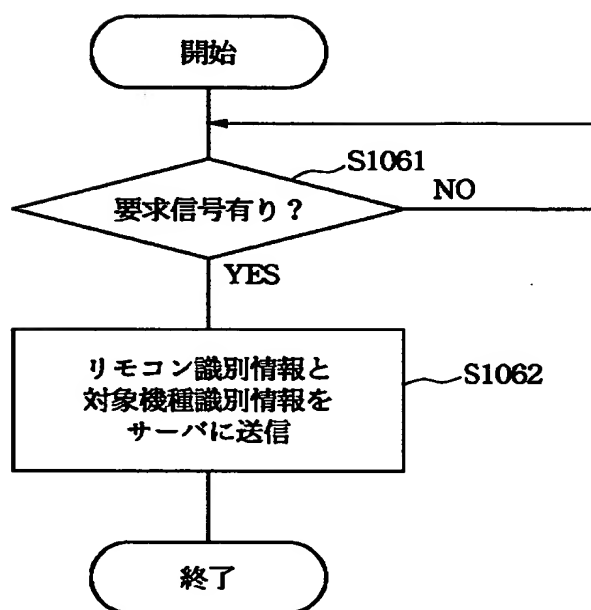 開始
S1061
要求信号有り?
NO
YES
リモコン識別情報と
対象機種識別情報を
サーバに送信
S1062
終了